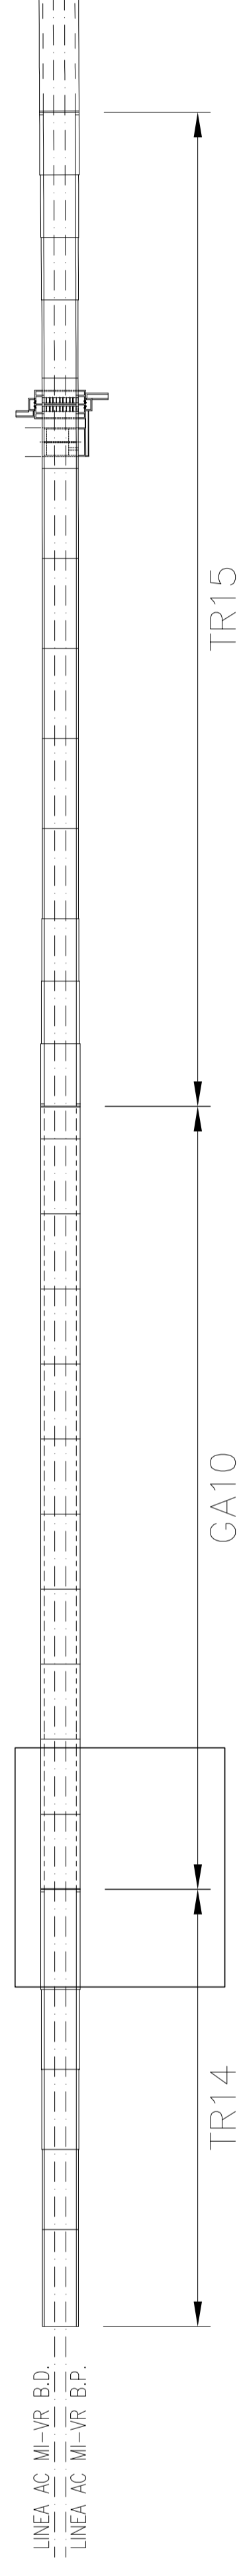 TR15
GA10
TR14
LINEA AC MI-VR B.D.
LINEA AC MI-VR B.P.